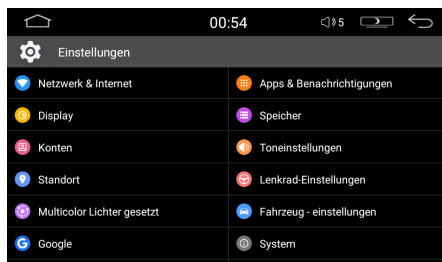 00:54
5
Einstellungen
Netzwerk & Internet
Apps & Benachrichtigungen
Display
Speicher
Konten
Toneinstellungen
Standort
Lenkrad-Einstellungen
Multicolor Lichter gesetzt
Fahrzeug - einstellungen
Google
System